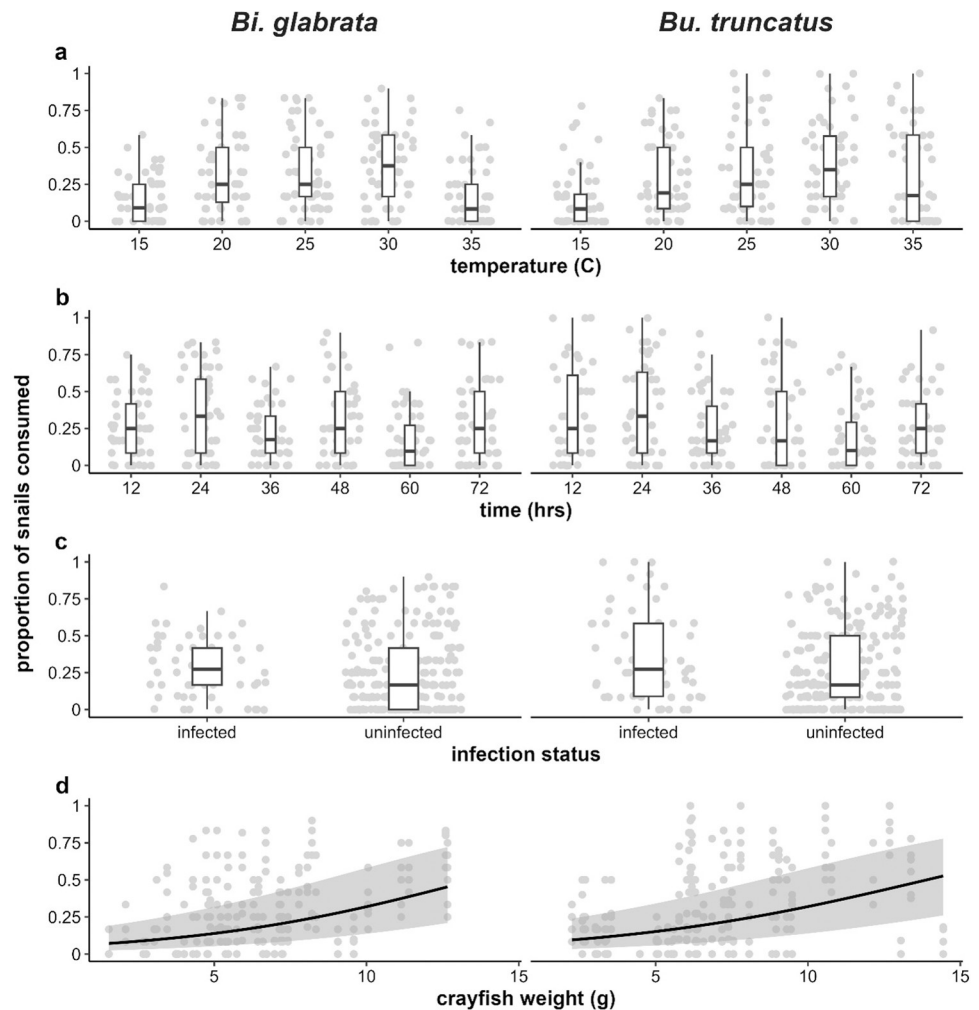 Bi. glabrata Bu. truncatus
a
1
0.75
0.5
0.25
0
15 20 25 30 35 15 20 25 30 35
temperature (C)
b
1
0.75
0.5
0.25
0
12 24 36 48 60 72 12 24 36 48 60 72
time (hrs)
proportion of snails consumed
c
1
0.75
0.5
0.25
0
infected uninfected infected uninfected
infection status
d
1
0.75
0.5
0.25
0
5 10 15 5 10 15
crayfish weight (g)